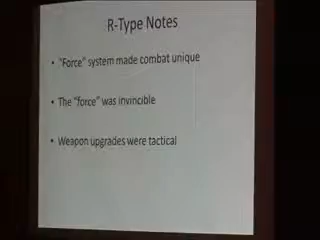 R-Type Notes
• "Force" system made combat unique
• The "force" was invincible
• Weapon upgrades were tactical